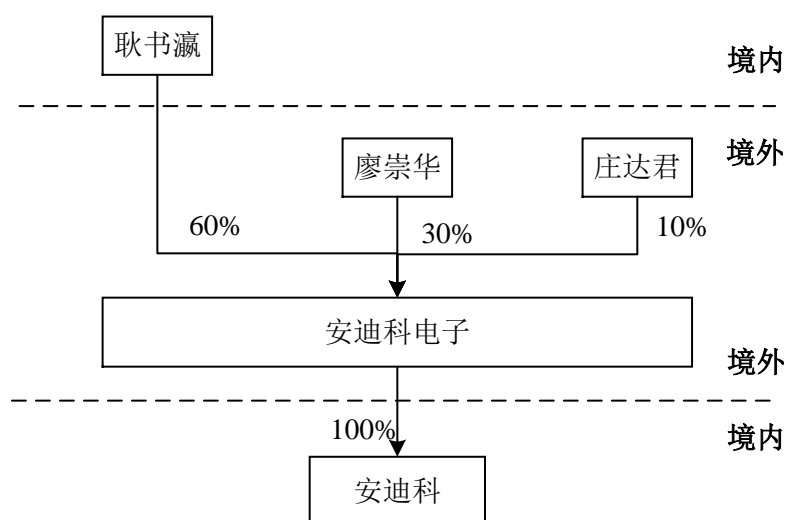 耿书瀛
境内
境外
廖崇华
庄达君
60%
30%
10%
安迪科电子
境外
100%
境内
安迪科